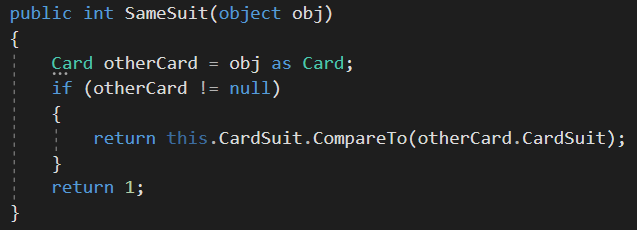 public int SameSuit(object obj)
{
    Card otherCard = obj as Card;
    if (otherCard != null)
    {
        return this.CardSuit.CompareTo(otherCard.CardSuit);
    }
    return 1;
}